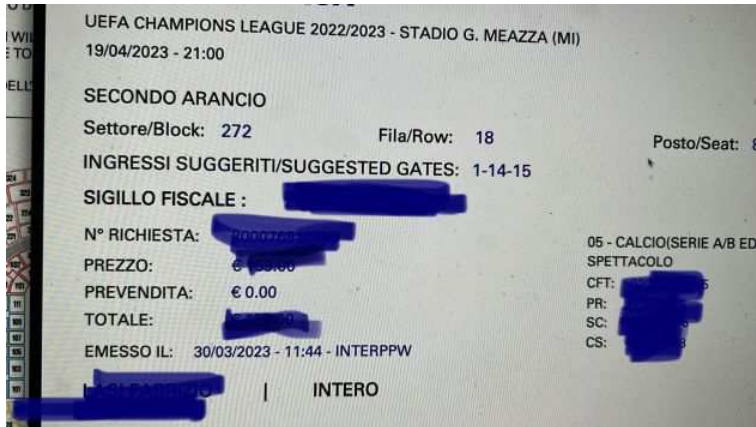 UEFA CHAMPIONS LEAGUE 2022/2023 - STADIO G. MEAZZA (MI)
19/04/2023 - 21:00
SECONDO ARANCIO
Settore/Block: 272 Fila/Row: 18 Posto/Seat:
INGRESSI SUGGERITI/SUGGESTED GATES: 1-14-15
SIGILLO FISCALE :
N° RICHIESTA:
PREZZO: €
PREVENDITA: € 0.00
TOTALE:
EMESSO IL: 30/03/2023 - 11:44 - INTERPPW
| INTERO
05 - CALCIO(SERIE A/B ED
SPETTACOLO
CFT:
PR:
SC:
CS: